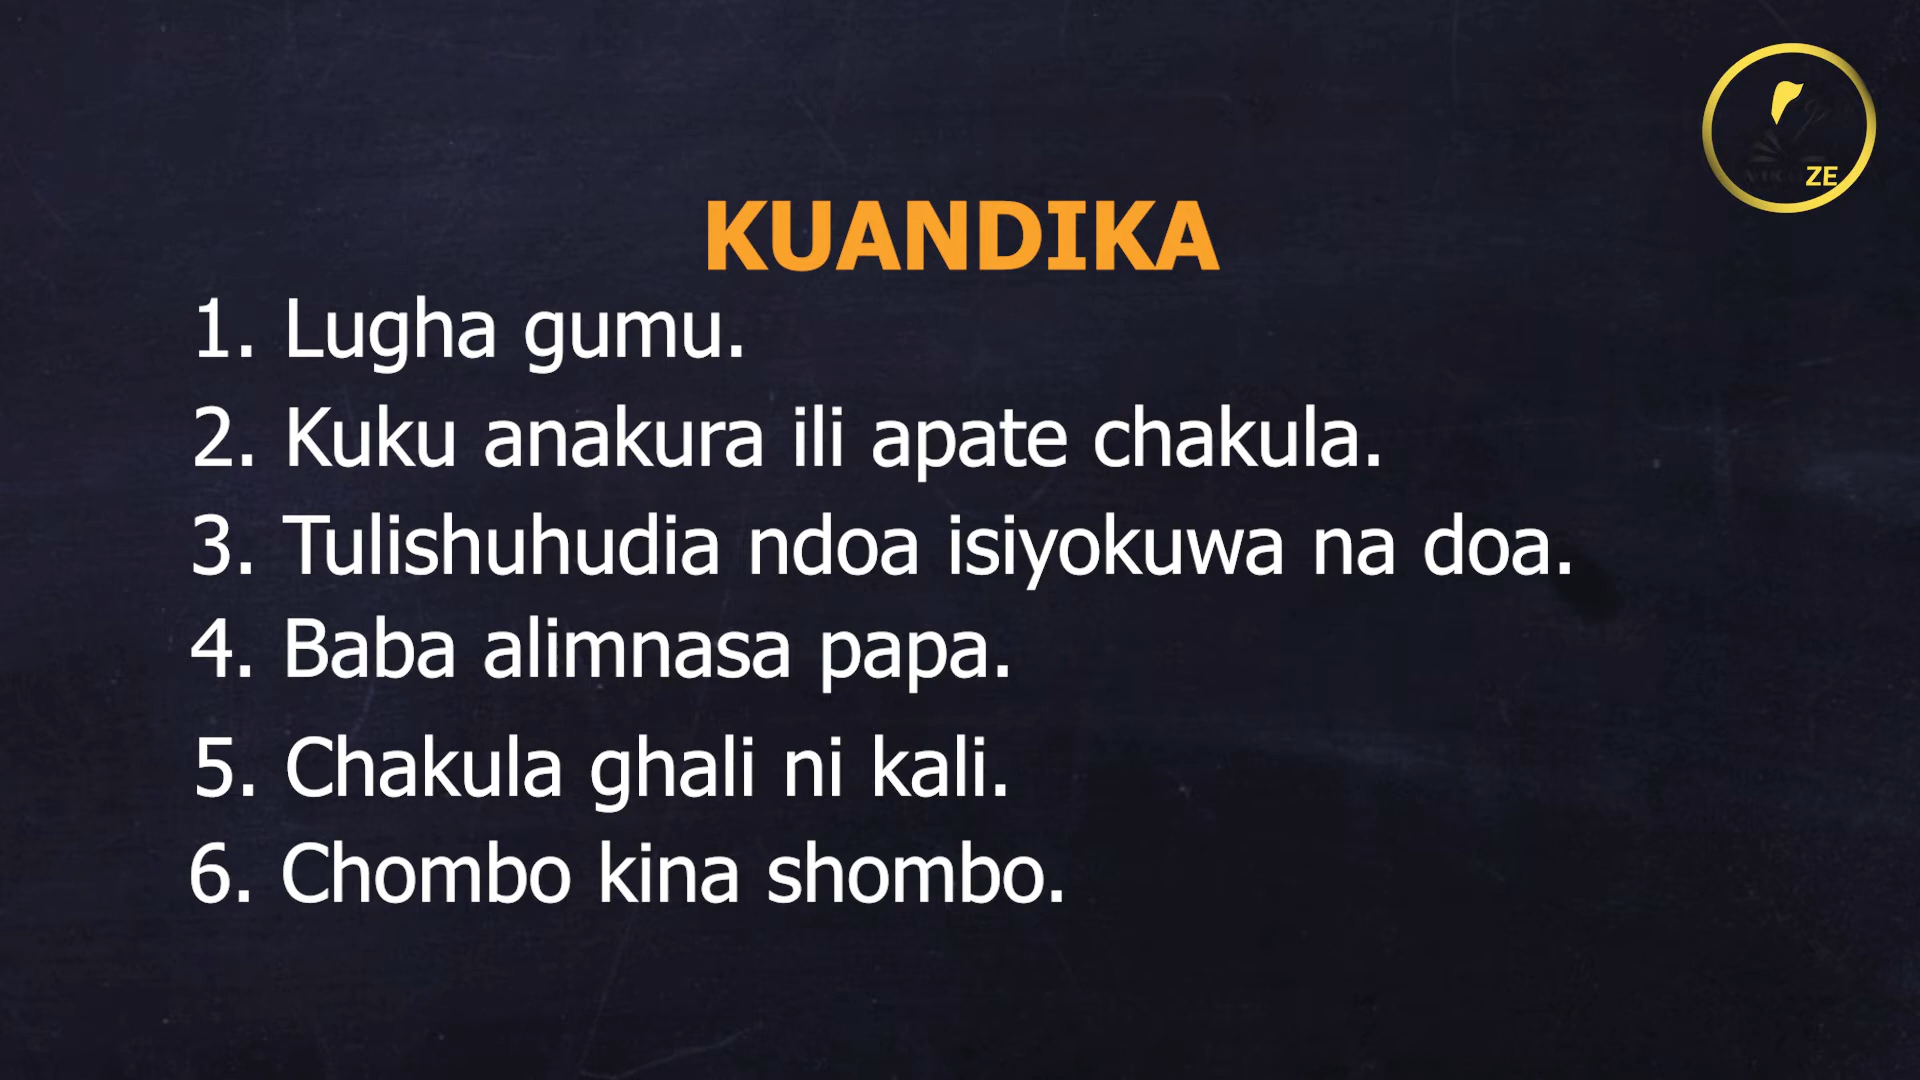 ZE
KUANDIKA
1. Lugha gumu.
2. Kuku anakura ili apate chakula.
3. Tulishuhudia ndoa isiyokuwa na doa.
4. Baba alimnasa papa.
5. Chakula ghali ni kali.
6. Chombo kina shombo.